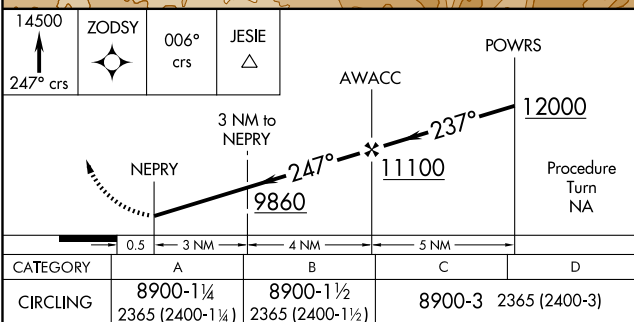 14500
247° crs
ZODSY
006°
crs
JESIE
POWRS
AWACC
3 NM to
NEPRY
NEPRY
247°
237°
12000
11100
9860
Procedure
Turn
NA
0.5
3 NM
4 NM
5 NM
CATEGORY A B C D
CIRCLING
8900-1¼
2365 (2400-1¼)
8900-1½
2365 (2400-1½)
8900-3 2365 (2400-3)